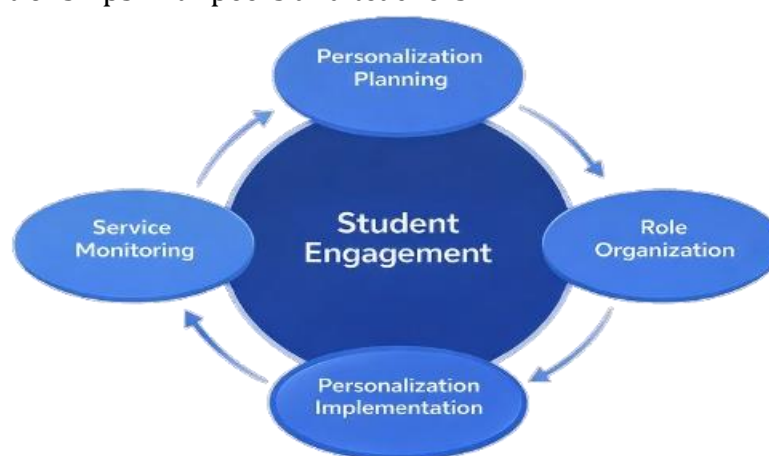 Personalization
Planning
Service
Monitoring
Student
Engagement
Role
Organization
Personalization
Implementation